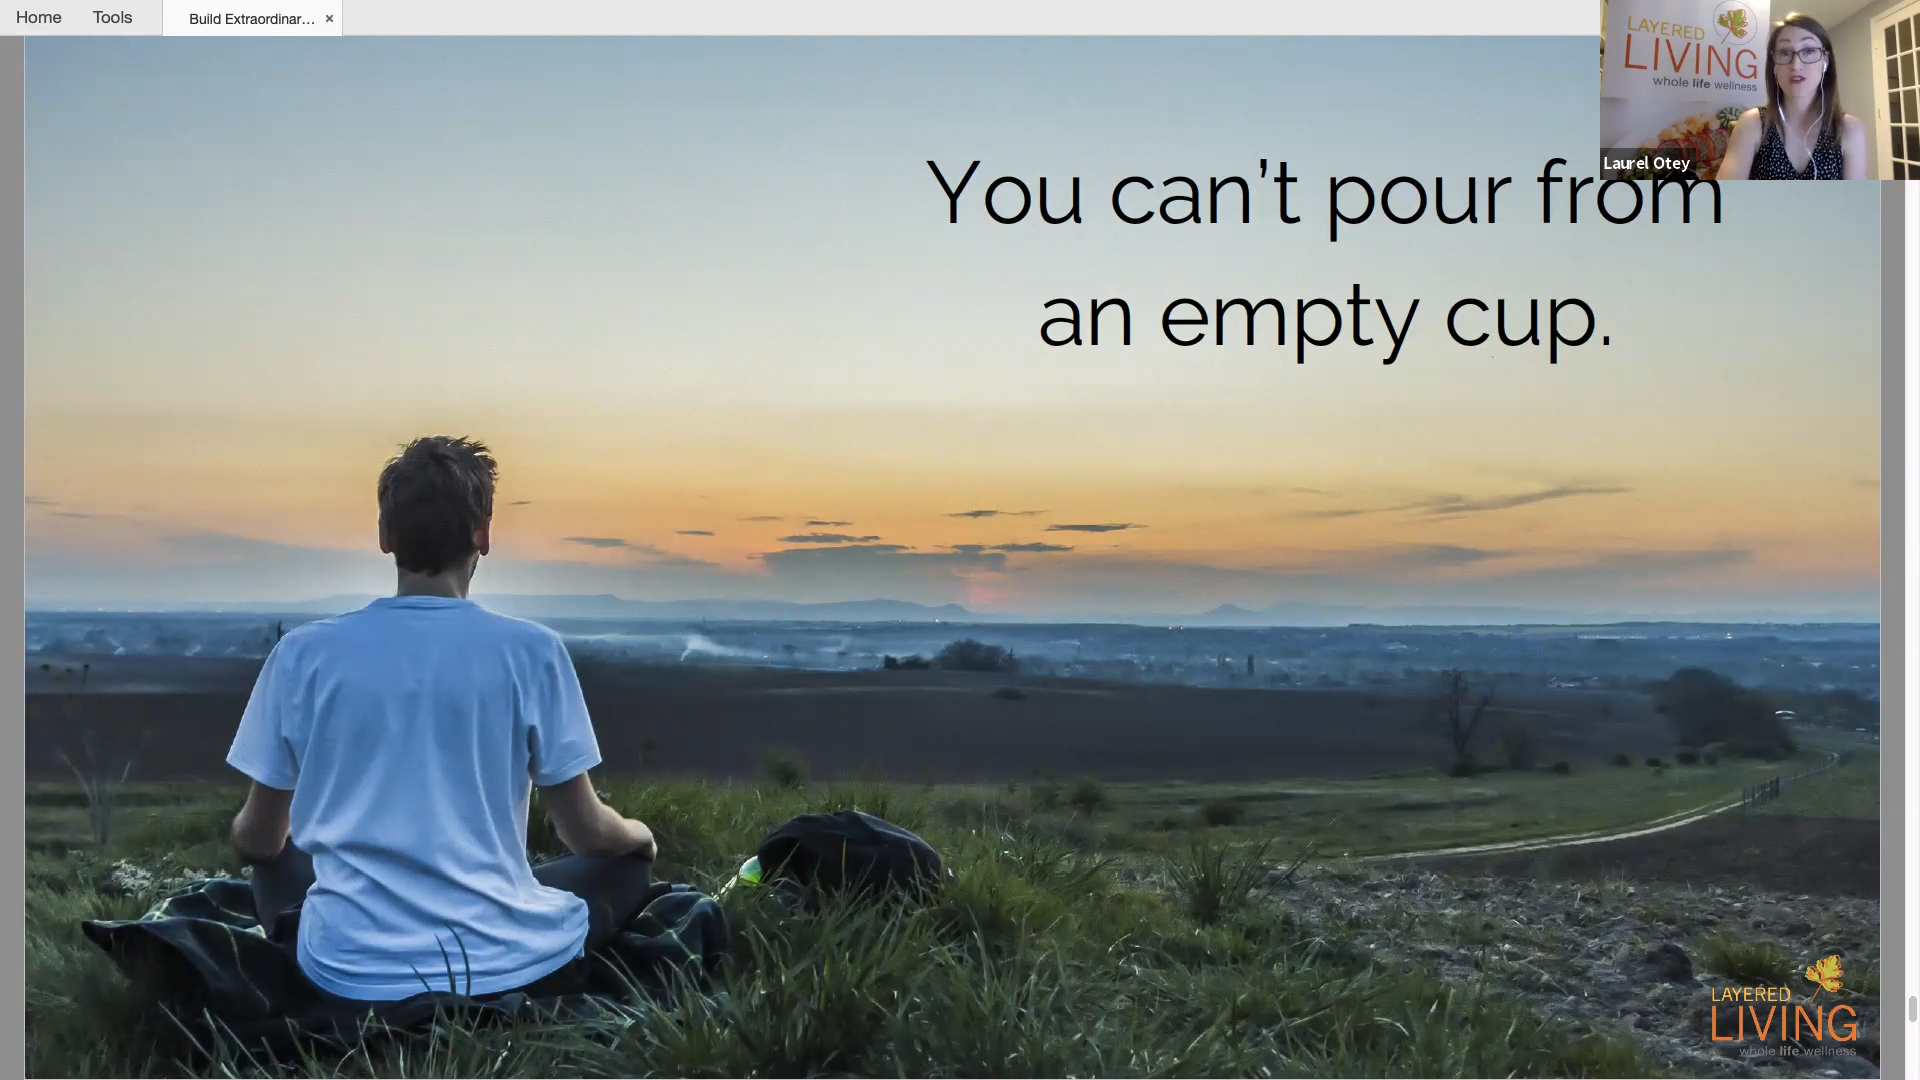 Home Tools Build Extraordinar... ×
LAYERED
LIVING
whole life wellness
Laurel Otey
You can't pour from
an empty cup.
LAYERED
LIVING
whole life wellness